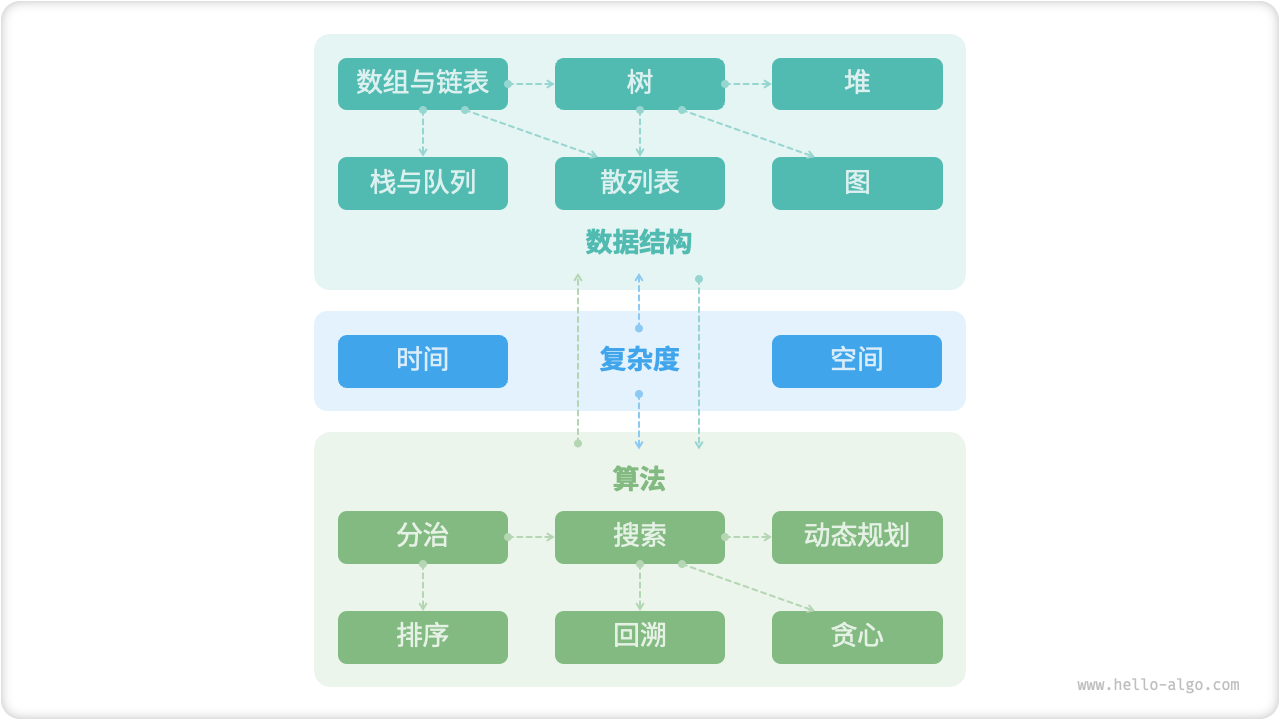 数组与链表
树
堆
栈与队列
散列表
图
数据结构
时间
复杂度
空间
算法
分治
搜索
动态规划
排序
回溯
贪心
www.hello-algo.com